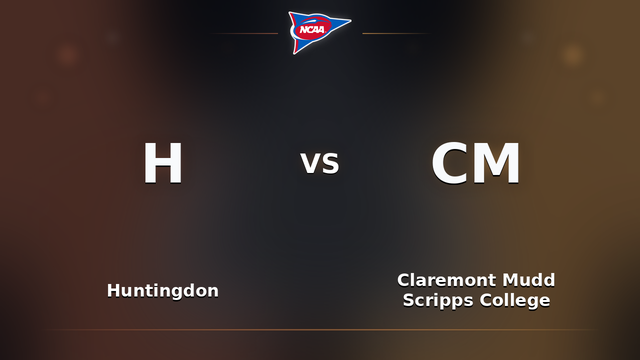 NCAA
H
VS
CM
Huntingdon
Claremont Mudd
Scripps College